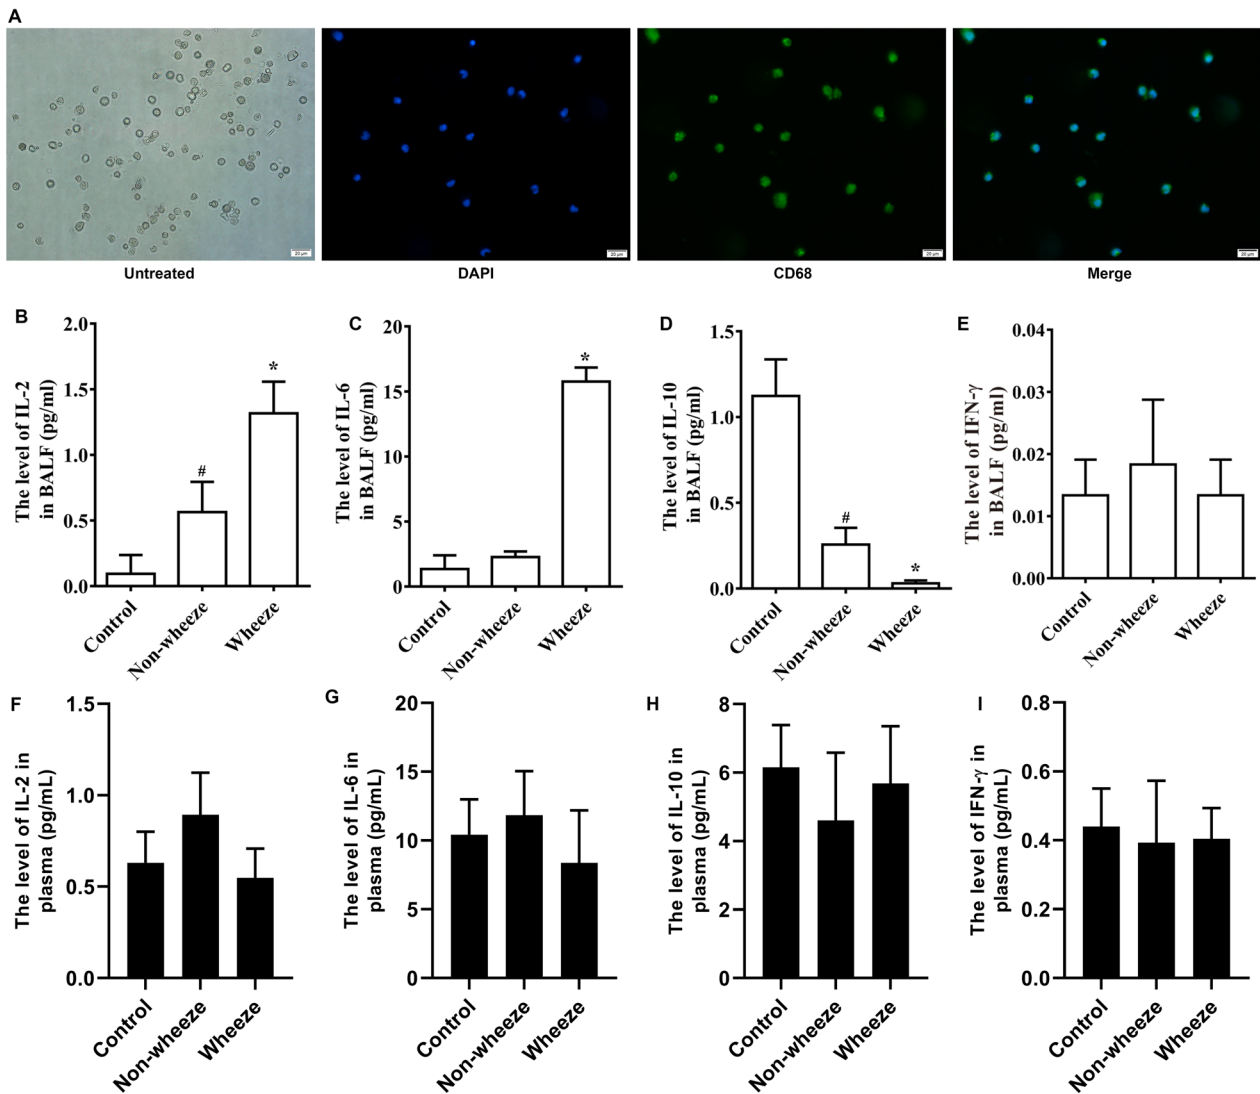 A
20 µm
20 µm
20 µm
20 µm
Untreated
DAPI
CD68
Merge
B
The level of IL-2
in BALF (pg/ml)
2.0
1.5
1.0
0.5
0.0
#
*
Control
Non-wheeze
Wheeze
C
The level of IL-6
in BALF (pg/ml)
20
15
10
5
0
*
Control
Non-wheeze
Wheeze
D
The level of IL-10
in BALF (pg/ml)
1.5
1.0
0.5
0.0
#
*
Control
Non-wheeze
Wheeze
E
The level of IFN-γ
in BALF (pg/ml)
0.04
0.03
0.02
0.01
0.00
Control
Non-wheeze
Wheeze
F
The level of IL-2 in
plasma (pg/mL)
1.5
1.0
0.5
0.0
Control
Non-wheeze
Wheeze
G
The level of IL-6 in
plasma (pg/mL)
20
15
10
5
0
Control
Non-wheeze
Wheeze
H
The level of IL-10 in
plasma (pg/mL)
8
6
4
2
0
Control
Non-wheeze
Wheeze
I
The level of IFN-γ in
plasma (pg/mL)
0.8
0.6
0.4
0.2
0.0
Control
Non-wheeze
Wheeze